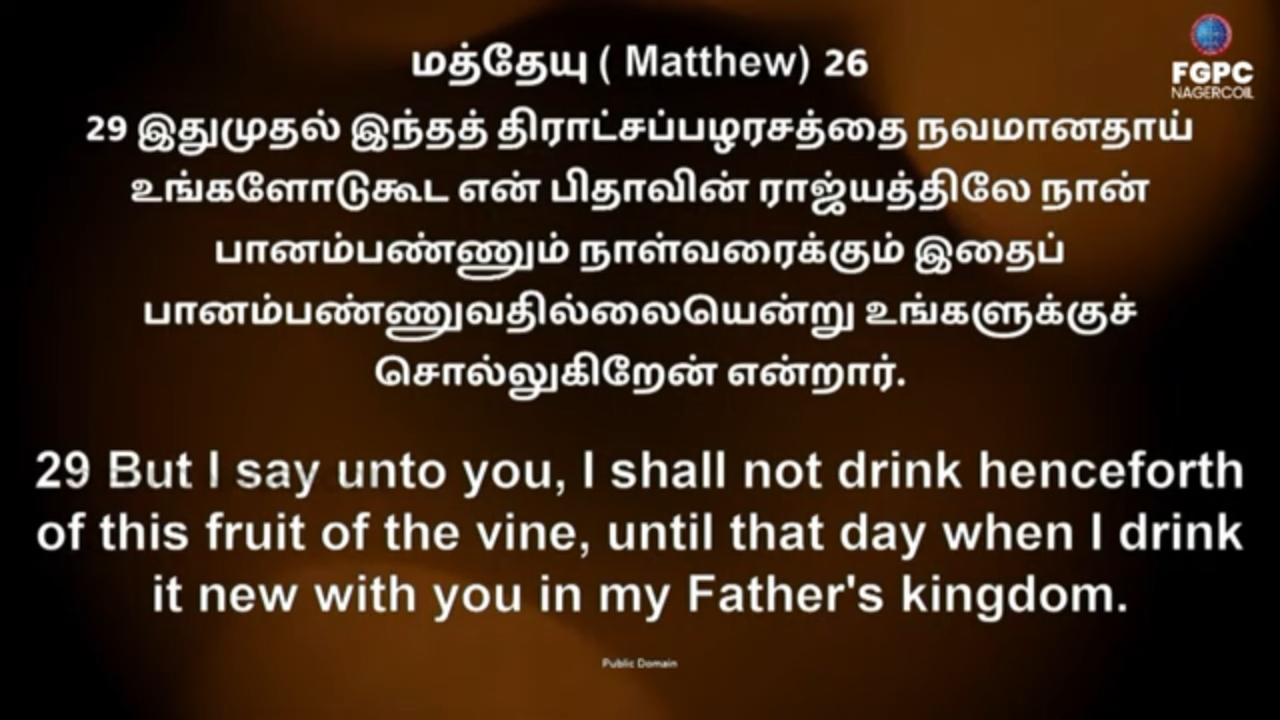 மத்தேயு ( Matthew) 26
FGPC
NAGERCOIL
29 இதுமுதல் இந்தத் திராட்சப்பழரசத்தை நவமானதாய்
உங்களோடுகூட என் பிதாவின் ராஜ்யத்திலே நான்
பானம்பண்ணும் நாள்வரைக்கும் இதைப்
பானம்பண்ணுவதில்லையென்று உங்களுக்குச்
சொல்லுகிறேன் என்றார்.
29 But I say unto you, I shall not drink henceforth
of this fruit of the vine, until that day when I drink
it new with you in my Father's kingdom.
Public Domain